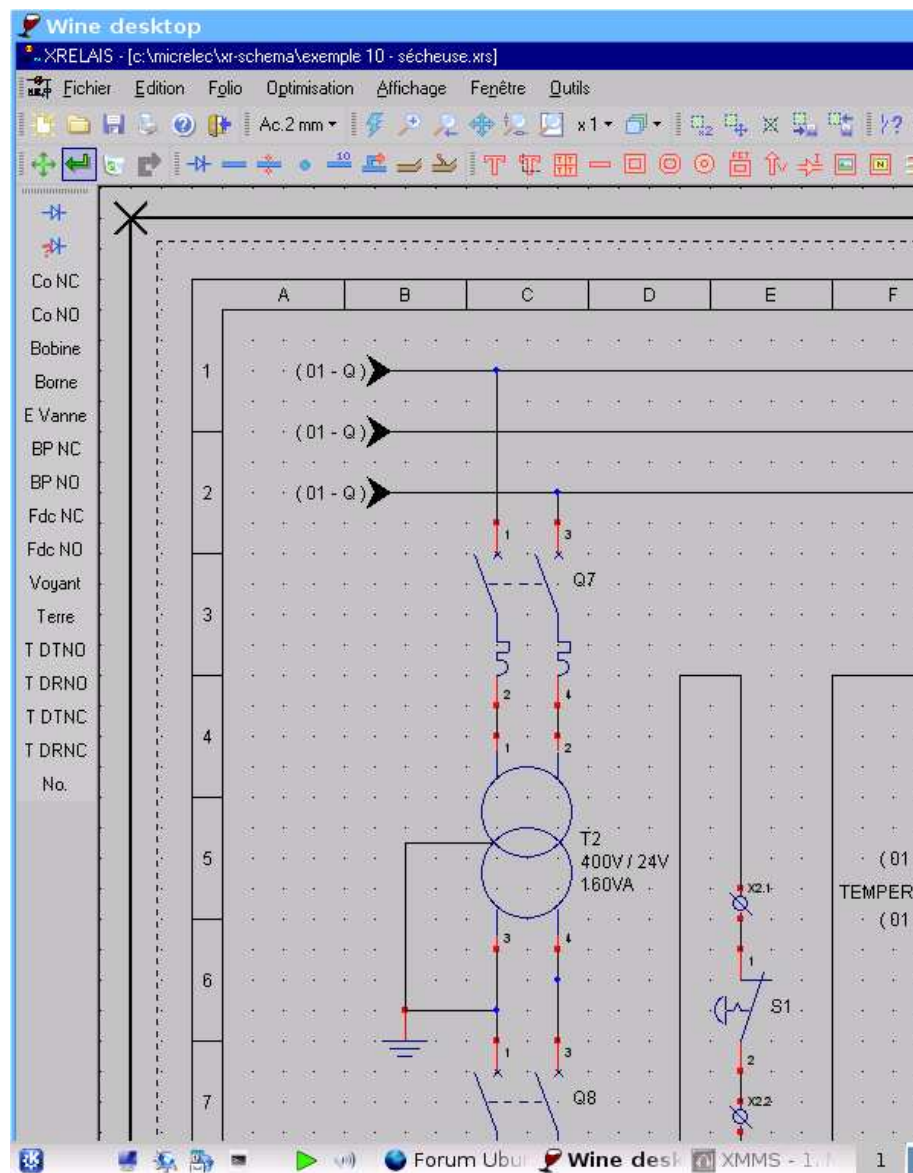 Wine desktop
XRELAIS - [c:\micrelec\xr-schema\exemple 10 - sécheuse.xrs]
Fichier Edition Folio Optimisation Affichage Fenêtre Outils
Ac.2 mm x 1
10
Co NC
Co NO
Bobine
Borne
E Vanne
BP NC
BP NO
Fdc NC
Fdc NO
Voyant
Terre
T DTNO
T DRNO
T DTNC
T DRNC
No.
A B C D E F
1 (01 - Q)
(01 - Q)
2 (01 - Q)
1 3
Q7
3
2 4
4
1 2
T2
5 400V / 24V (01
160VA
X2.1 TEMPER
(01
3 4
1
6
S1
1 3 2
7 Q8 X2.2
Forum Ubu Wine desk XMMS - 1. 1